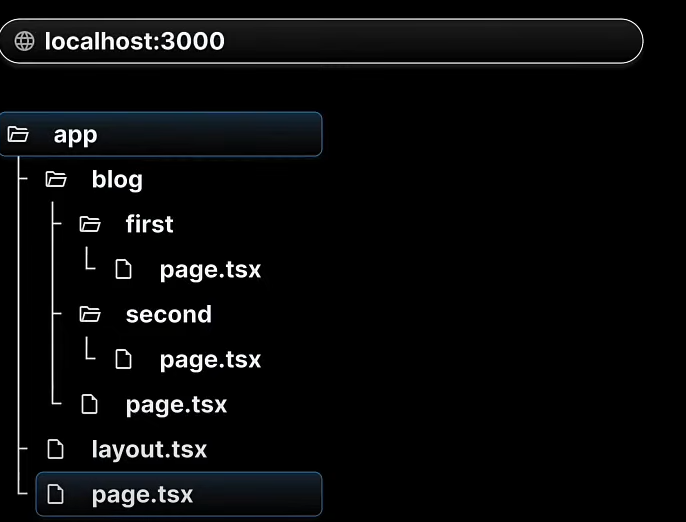 localhost:3000
app
blog
first
page.tsx
second
page.tsx
page.tsx
layout.tsx
page.tsx